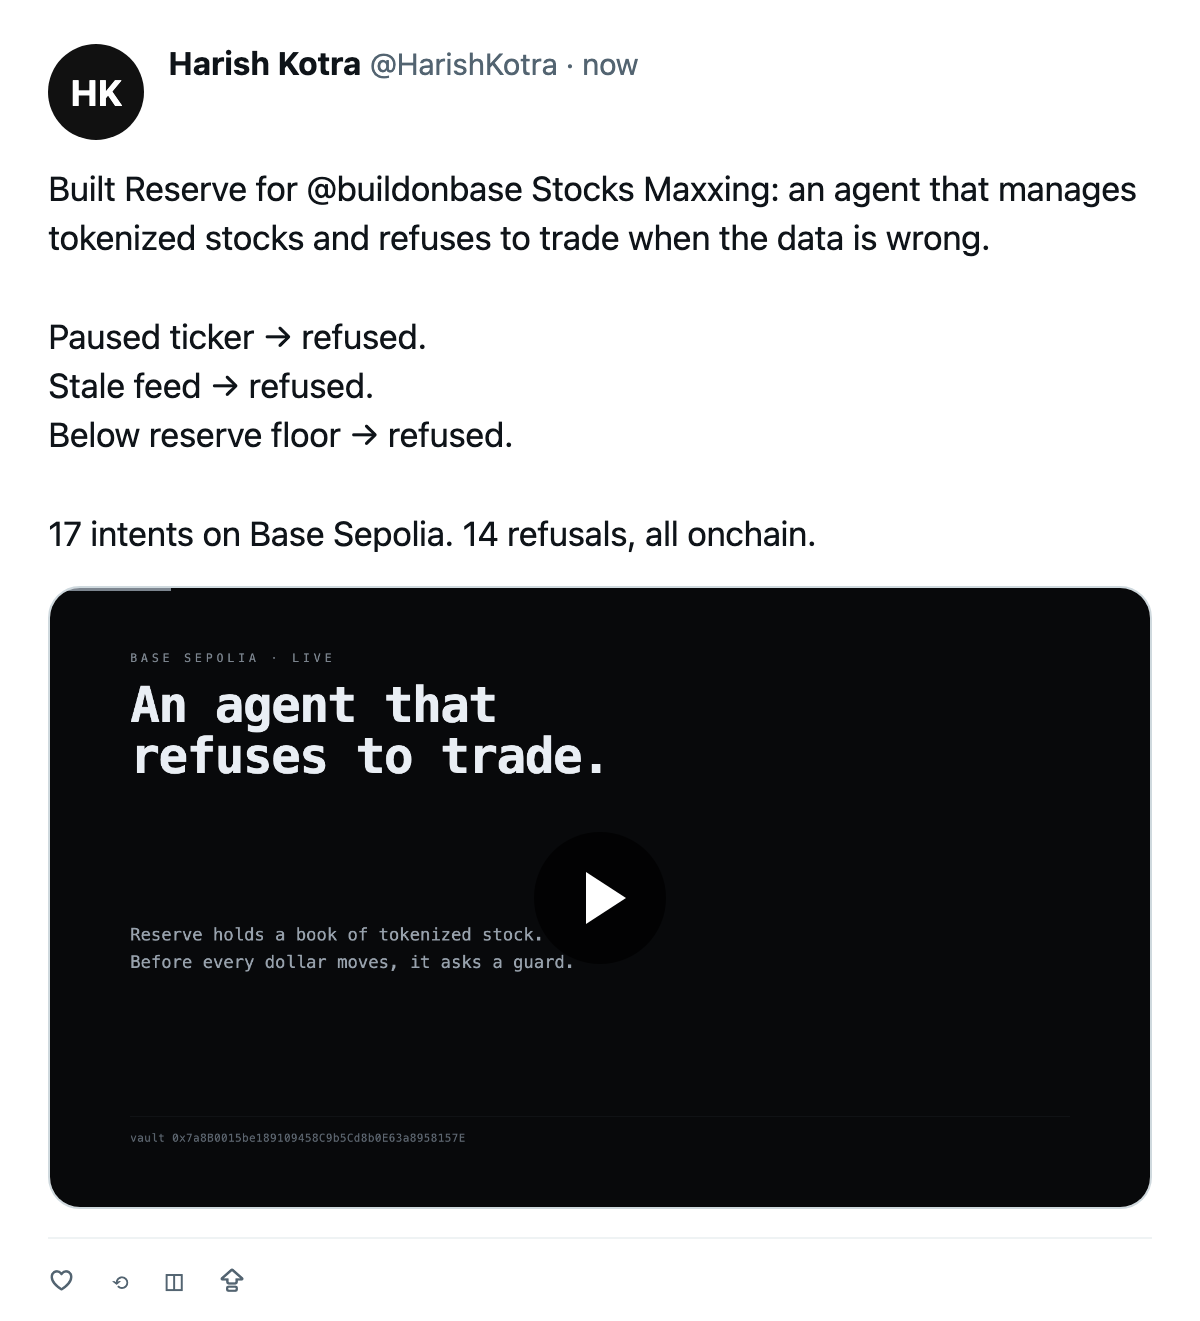 HK
Harish Kotra @HarishKotra · now
Built Reserve for @buildonbase Stocks Maxxing: an agent that manages
tokenized stocks and refuses to trade when the data is wrong.
Paused ticker → refused.
Stale feed → refused.
Below reserve floor → refused.
17 intents on Base Sepolia. 14 refusals, all onchain.
BASE SEPOLIA · LIVE
An agent that
refuses to trade.
Reserve holds a book of tokenized stock.
Before every dollar moves, it asks a guard.
vault 0x7a8B0015be189109458C9b5Cd8b0E63a8958157E